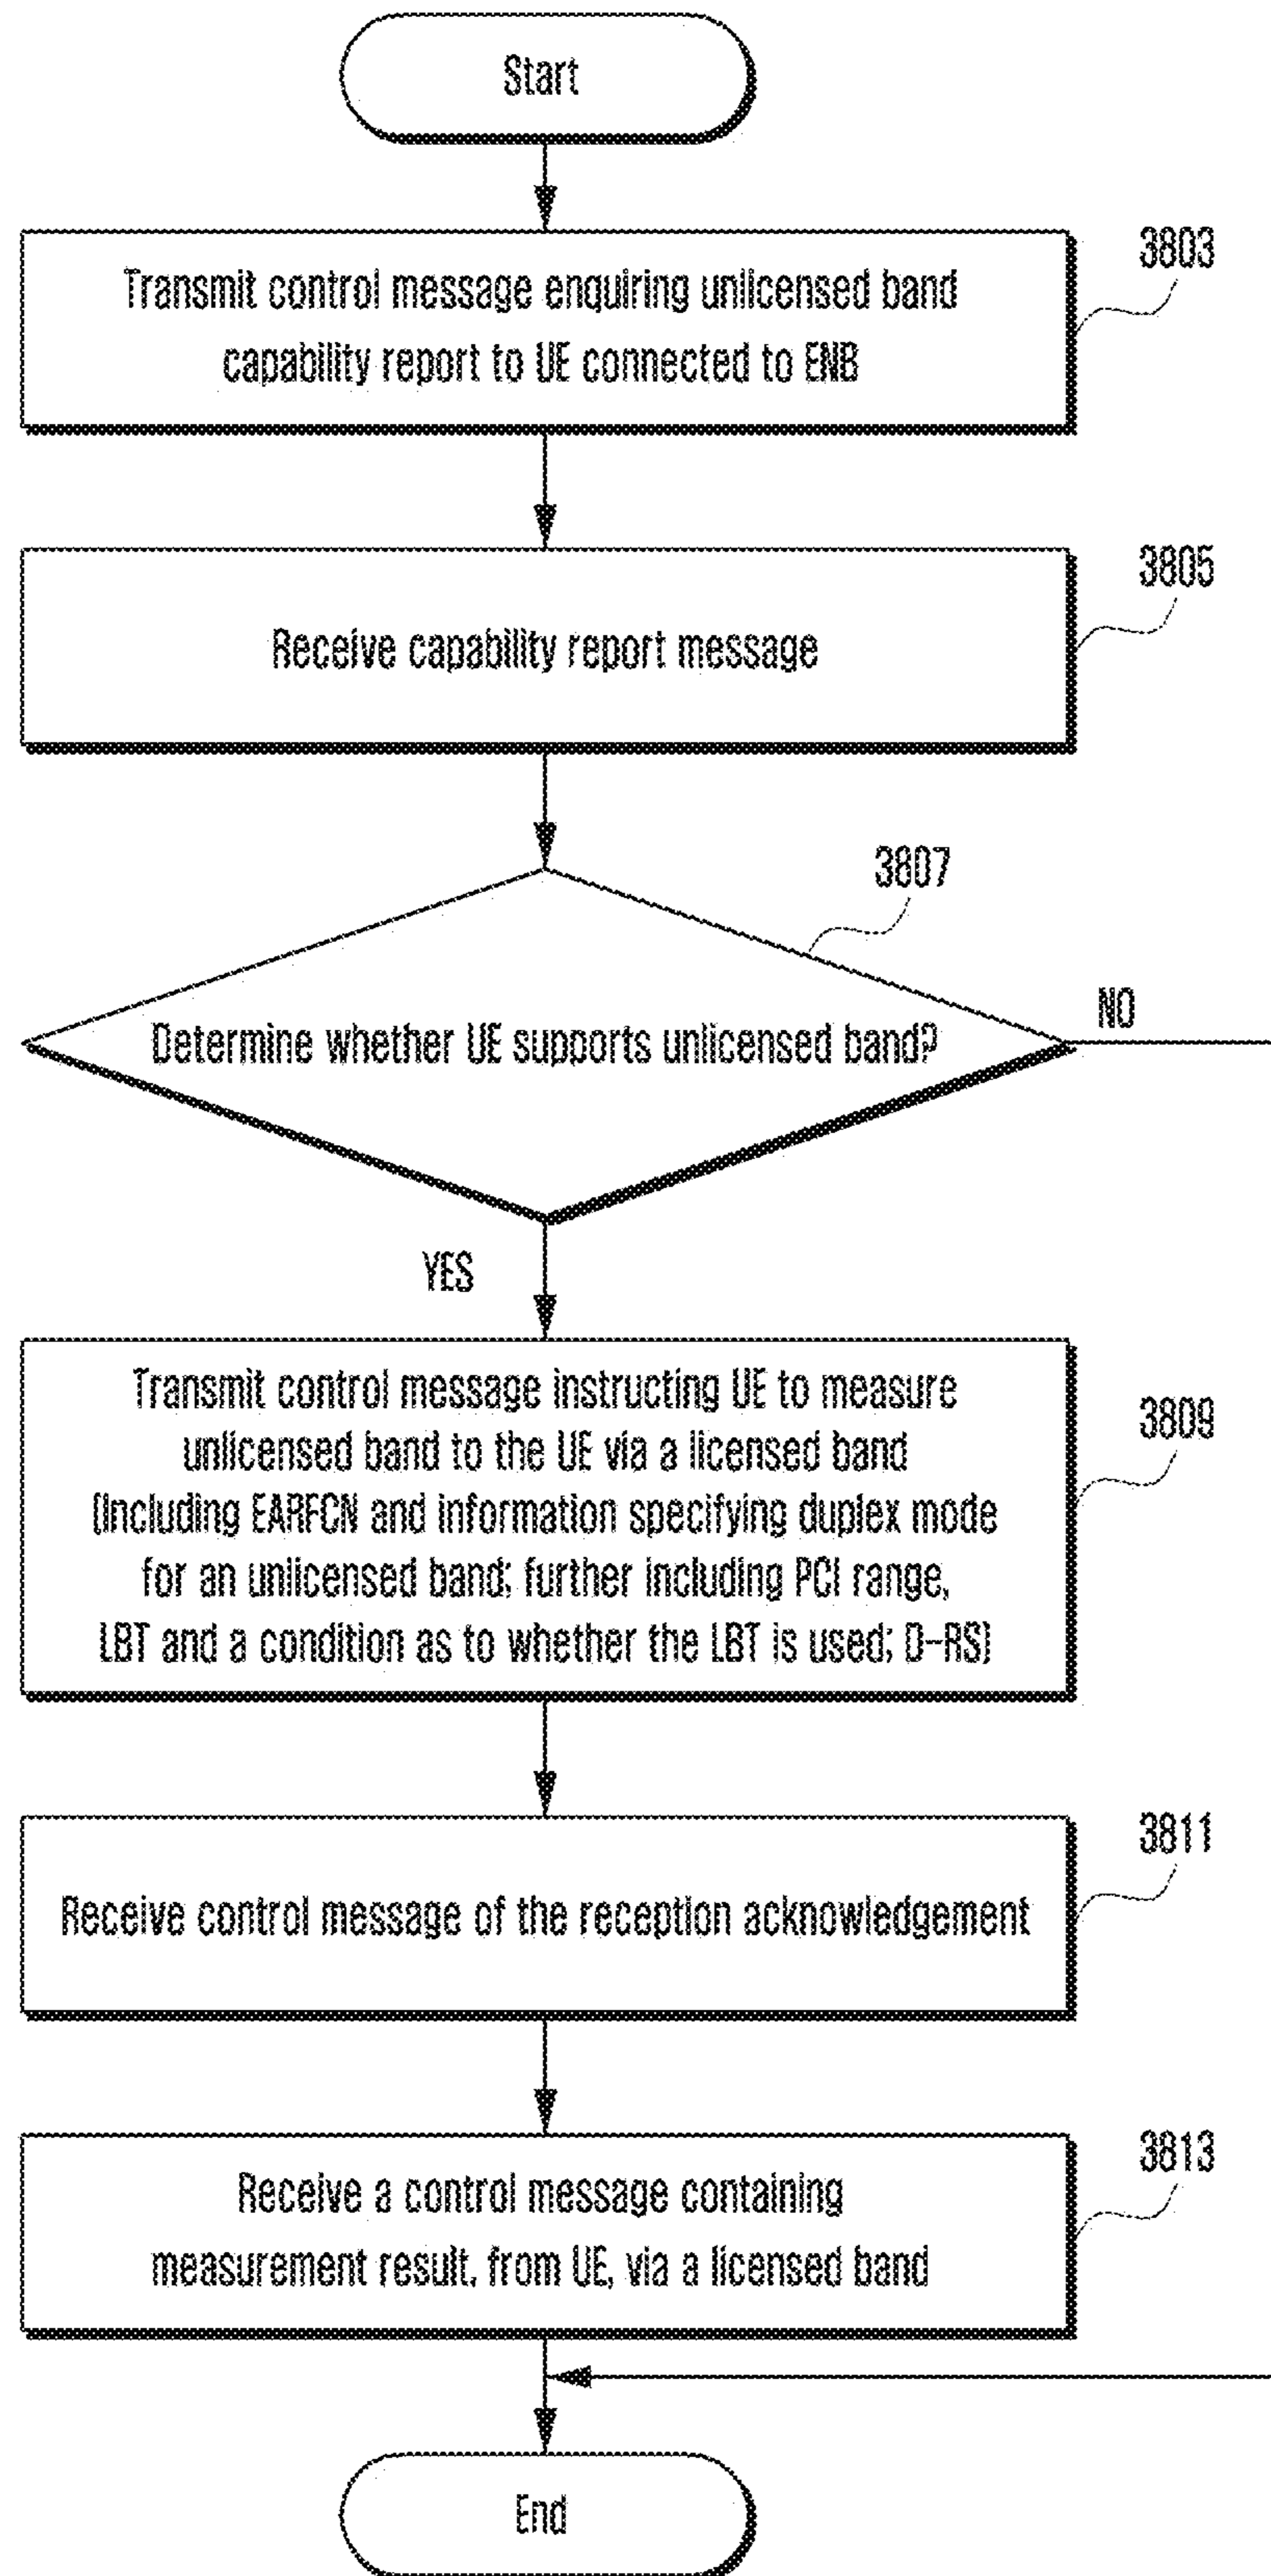 Start
3803
Transmit control message enquiring unlicensed band
capability report to UE connected to ENB
3805
Receive capability report message
3807
Determine whether UE supports unlicensed band?
NO
YES
3809
Transmit control message instructing UE to measure
unlicensed band to the UE via a licensed band
(Including EARFCN and information specifying duplex mode
for an unlicensed band; further including PCI range,
LBT and a condition as to whether the LBT is used; D-RS)
3811
Receive control message of the reception acknowledgement
3813
Receive a control message containing
measurement result, from UE, via a licensed band
End